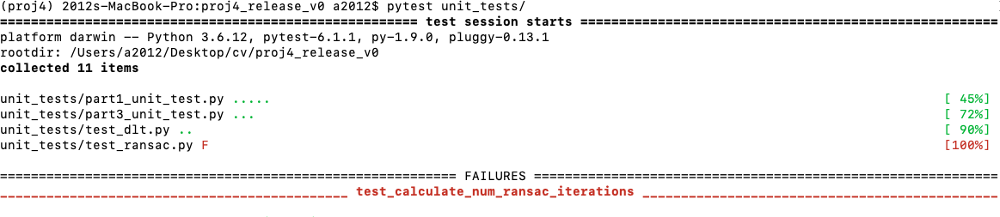 (proj4) 2012s-MacBook-Pro:proj4_release_v0 a2012$ pytest unit_tests/
====================================================== test session starts ======================================================
platform darwin -- Python 3.6.12, pytest-6.1.1, py-1.9.0, pluggy-0.13.1
rootdir: /Users/a2012/Desktop/cv/proj4_release_v0
collected 11 items
unit_tests/part1_unit_test.py ..... [ 45%]
unit_tests/part3_unit_test.py ... [ 72%]
unit_tests/test_dlt.py .. [ 90%]
unit_tests/test_ransac.py F [100%]
=========================================================== FAILURES ============================================================
_____________________________________________ test_calculate_num_ransac_iterations ______________________________________________